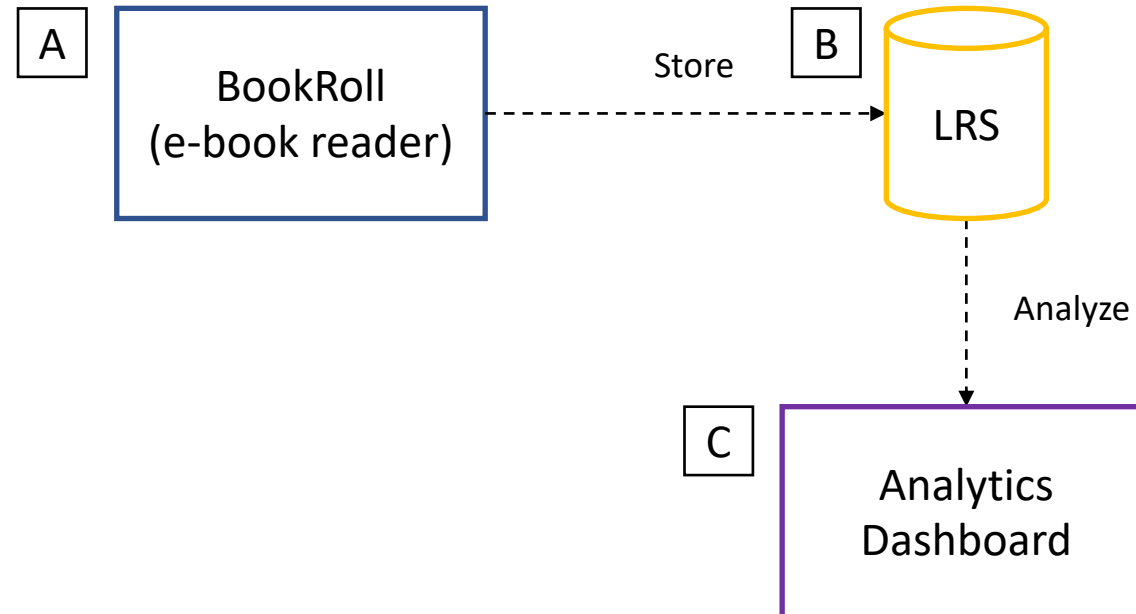 A
BookRoll
(e-book reader)
Store
B
LRS
Analyze
C
Analytics
Dashboard